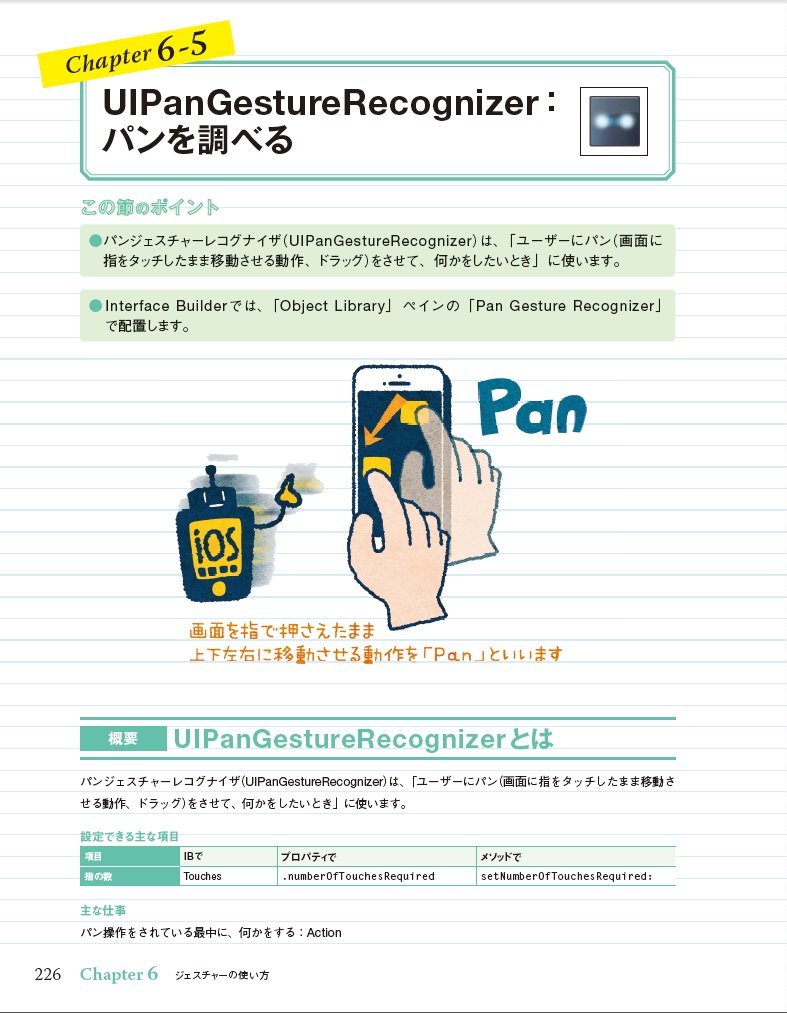 Chapter 6-5
UIPanGestureRecognizer：
パンを調べる
この節のポイント
●パンジェスチャーレコグナイザ（UIPanGestureRecognizer）は、「ユーザーにパン（画面に
指をタッチしたまま移動させる動作、ドラッグ）をさせて、何かをしたいとき」に使います。
●Interface Builderでは、「Object Library」ペインの「Pan Gesture Recognizer」
で配置します。
Pan
iOS
画面を指で押さえたまま
上下左右に移動させる動作を「Pan」といいます
概要 UIPanGestureRecognizerとは
パンジェスチャーレコグナイザ（UIPanGestureRecognizer）は、「ユーザーにパン（画面に指をタッチしたまま移動さ
せる動作、ドラッグ）をさせて、何かをしたいとき」に使います。
設定できる主な項目
項目 IBで プロパティで メソッドで
指の数 Touches .numberOfTouchesRequired setNumberOfTouchesRequired:
主な仕事
パン操作をされている最中に、何かをする：Action
226 Chapter 6 ジェスチャーの使い方